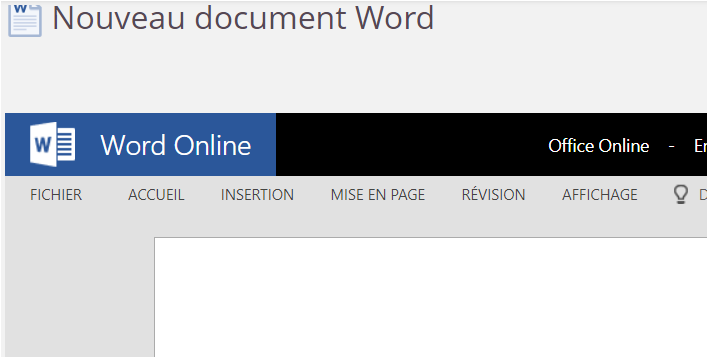 Nouveau document Word
Word Online Office Online -
FICHIER ACCUEIL INSERTION MISE EN PAGE RÉVISION AFFICHAGE